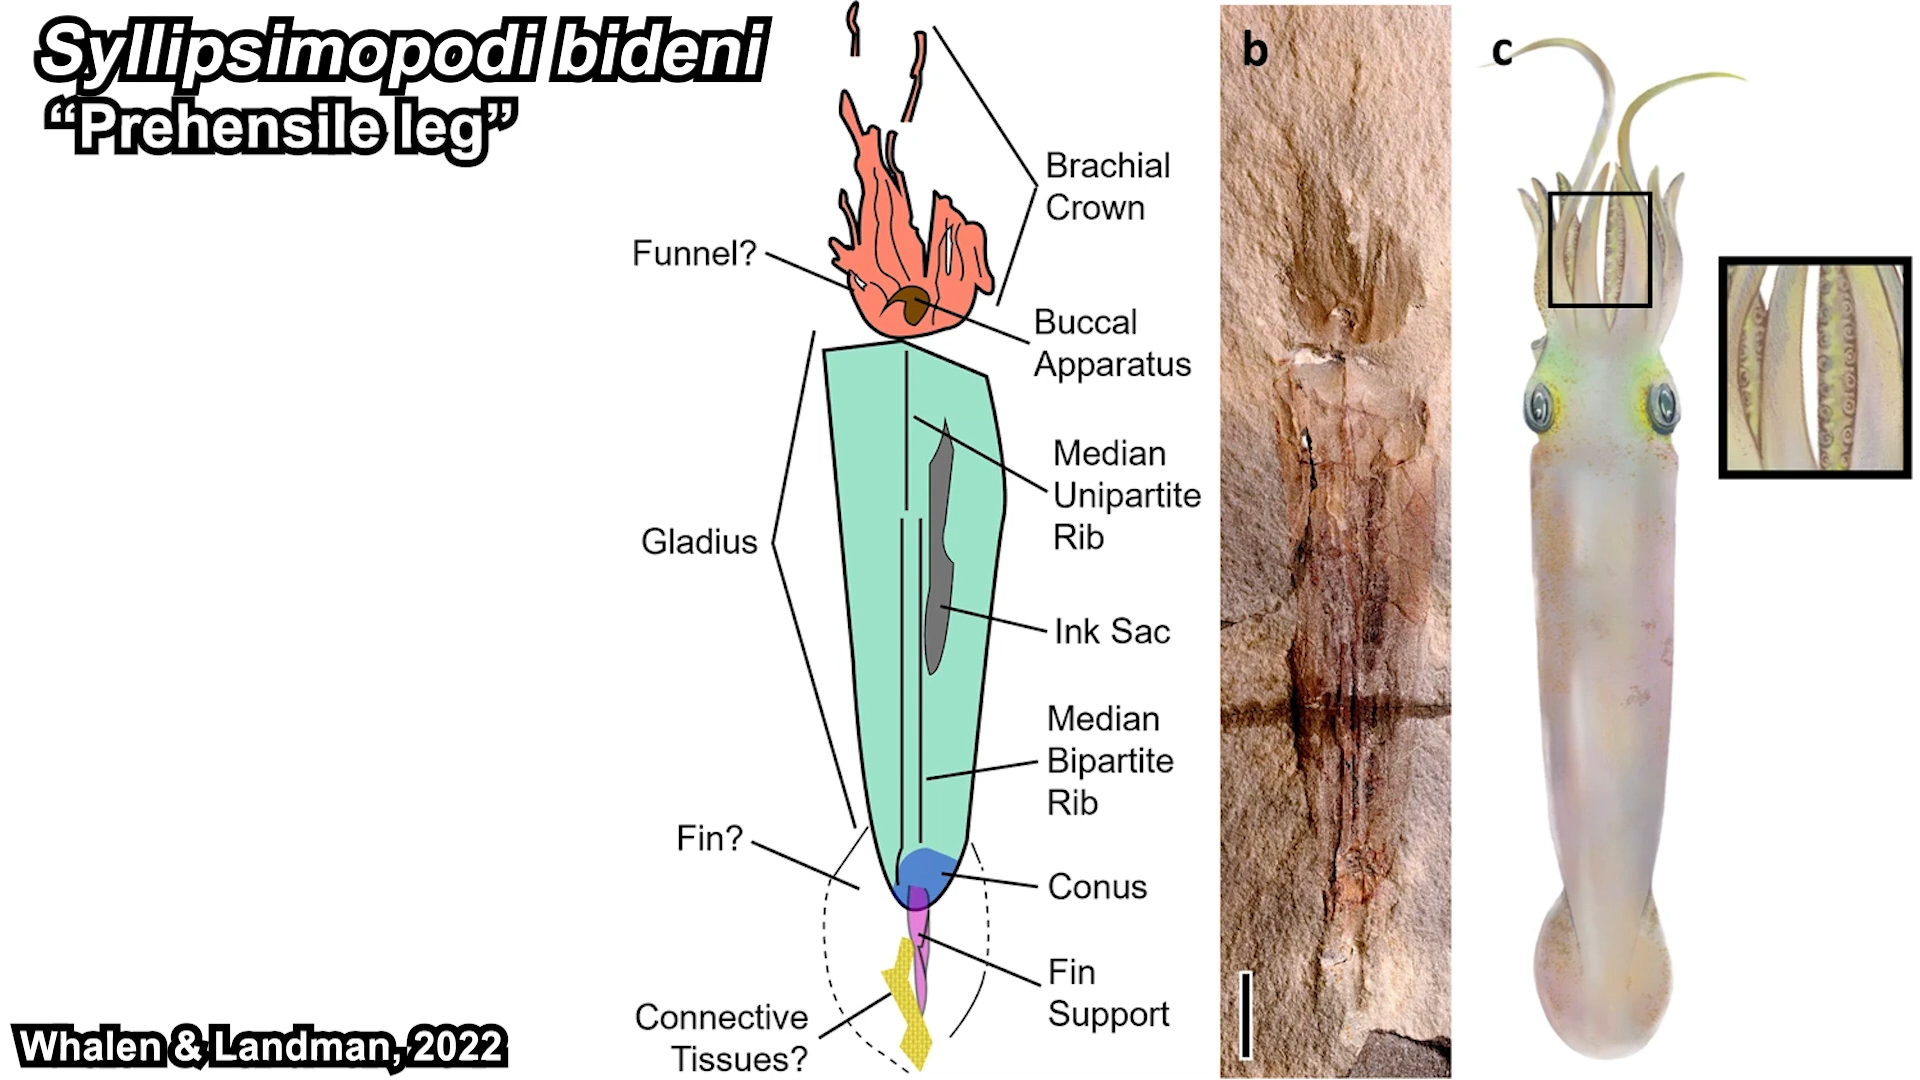 Syllipsimopodi bideni
“Prehensile leg”
Brachial
Crown
Funnel?
Buccal
Apparatus
Median
Unipartite
Rib
Gladius
Ink Sac
Median
Bipartite
Rib
Fin?
Conus
Fin
Support
Connective
Tissues?
b
c
Whalen & Landman, 2022